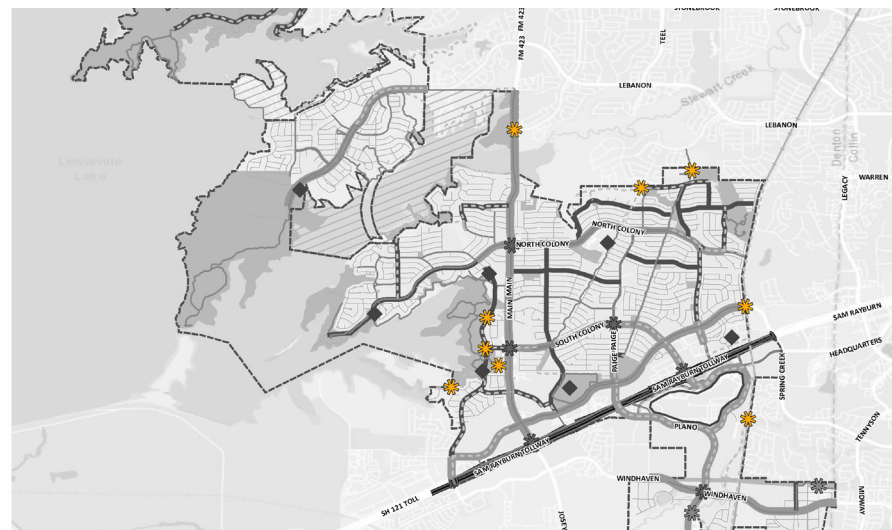 STONEBROOK
STONEBROOK
FM 423
FM 423
TEEL
LEBANON
Stewart Creek
LEBANON
Denton
Collin
Lewisville
Lake
LEGACY
WARREN
NORTH COLONY
NORTH COLONY
MAIN
MAIN
SOUTH COLONY
PAIGE
PAIGE
SAM RAYBURN
HEADQUARTERS
SAM RAYBURN TOLLWAY
SPRING CREEK
PLANO
TENNYSON
SAM RAYBURN TOLLWAY
WINDHAVEN
WINDHAVEN
SH 121 TOLL
JOSEY
MIDWAY